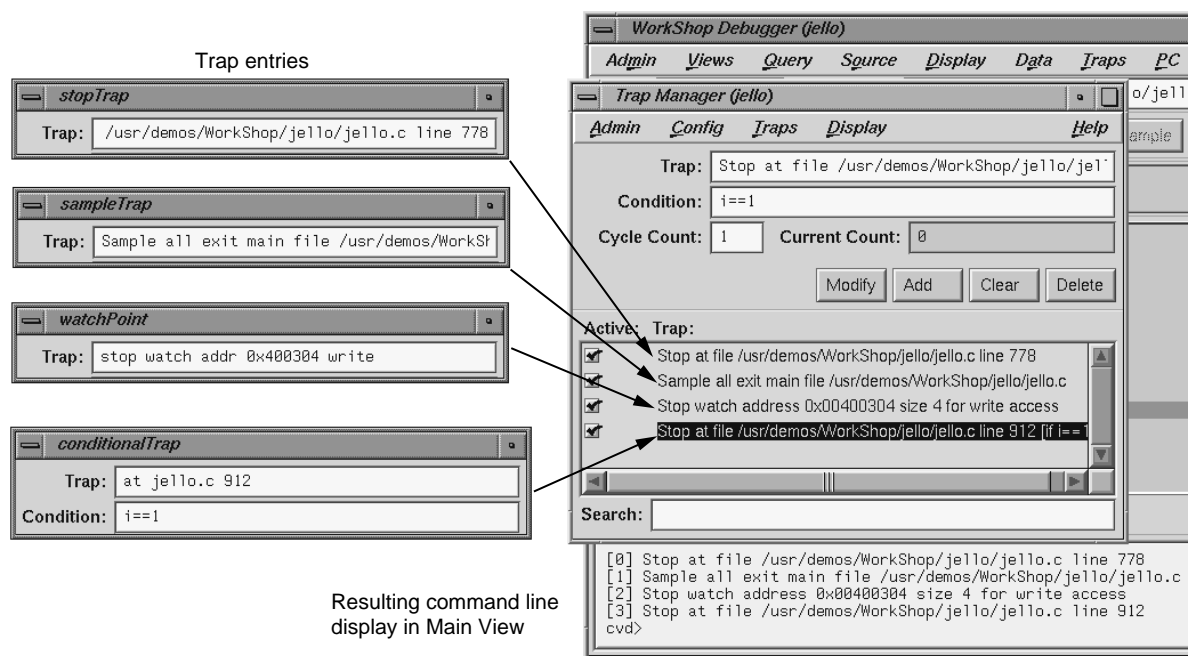 Trap entries
stopTrap
Trap: /usr/demos/WorkShop/jello/jello.c line 778
sampleTrap
Trap: Sample all exit main file /usr/demos/WorkSh
watchPoint
Trap: stop watch addr 0x400304 write
conditionalTrap
Trap: at jello.c 912
Condition: i==1
Resulting command line
display in Main View
WorkShop Debugger (jello)
Admin Views Query Source Display Data Traps PC
o/jell
ample
Trap Manager (jello)
Admin Config Traps Display Help
Trap: Stop at file /usr/demos/WorkShop/jello/jel
Condition: i==1
Cycle Count: 1 Current Count: 0
Modify Add Clear Delete
Active: Trap:
Stop at file /usr/demos/WorkShop/jello/jello.c line 778
Sample all exit main file /usr/demos/WorkShop/jello/jello.c
Stop watch address 0x00400304 size 4 for write access
Stop at file /usr/demos/WorkShop/jello/jello.c line 912 [if i==1
Search:
[0] Stop at file /usr/demos/WorkShop/jello/jello.c line 778
[1] Sample all exit main file /usr/demos/WorkShop/jello/jello.c
[2] Stop watch address 0x00400304 size 4 for write access
[3] Stop at file /usr/demos/WorkShop/jello/jello.c line 912
cvd>